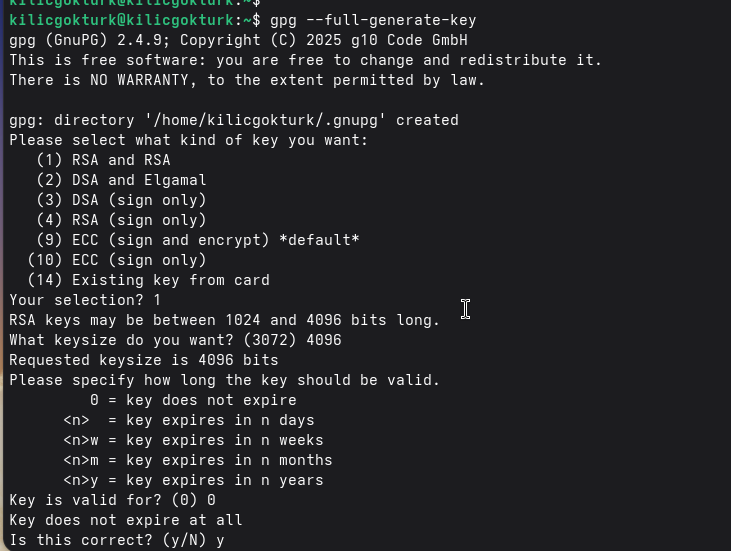 kilicgokturk@kilicgokturk:~$
kilicgokturk@kilicgokturk:~$ gpg --full-generate-key
gpg (GnuPG) 2.4.9; Copyright (C) 2025 g10 Code GmbH
This is free software: you are free to change and redistribute it.
There is NO WARRANTY, to the extent permitted by law.

gpg: directory '/home/kilicgokturk/.gnupg' created
Please select what kind of key you want:
   (1) RSA and RSA
   (2) DSA and Elgamal
   (3) DSA (sign only)
   (4) RSA (sign only)
   (9) ECC (sign and encrypt) *default*
  (10) ECC (sign only)
  (14) Existing key from card
Your selection? 1
RSA keys may be between 1024 and 4096 bits long.
What keysize do you want? (3072) 4096
Requested keysize is 4096 bits
Please specify how long the key should be valid.
         0 = key does not expire
      <n>  = key expires in n days
      <n>w = key expires in n weeks
      <n>m = key expires in n months
      <n>y = key expires in n years
Key is valid for? (0) 0
Key does not expire at all
Is this correct? (y/N) y